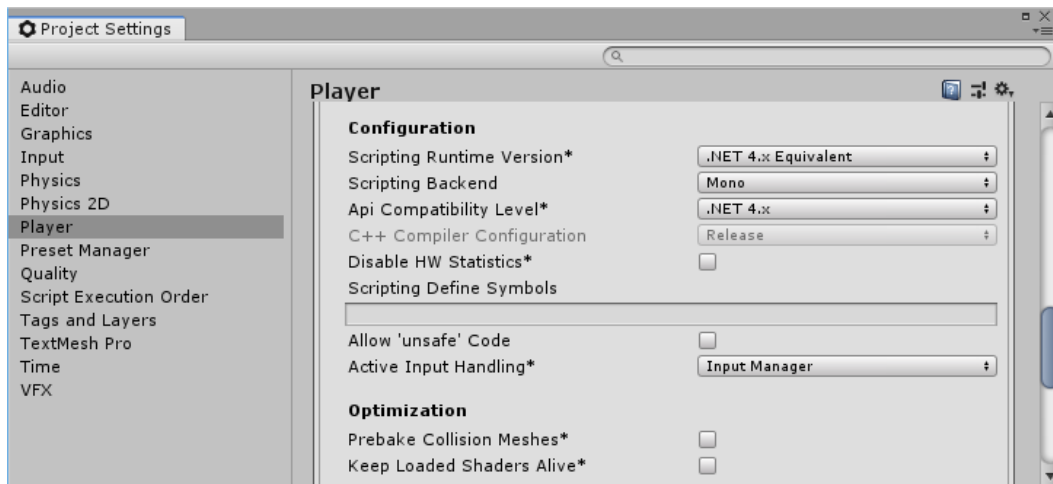 Project Settings
Audio
Editor
Graphics
Input
Physics
Physics 2D
Player
Preset Manager
Quality
Script Execution Order
Tags and Layers
TextMesh Pro
Time
VFX
Player
Configuration
Scripting Runtime Version* .NET 4.x Equivalent
Scripting Backend Mono
Api Compatibility Level* .NET 4.x
C++ Compiler Configuration Release
Disable HW Statistics*
Scripting Define Symbols
Allow 'unsafe' Code
Active Input Handling* Input Manager
Optimization
Prebake Collision Meshes*
Keep Loaded Shaders Alive*